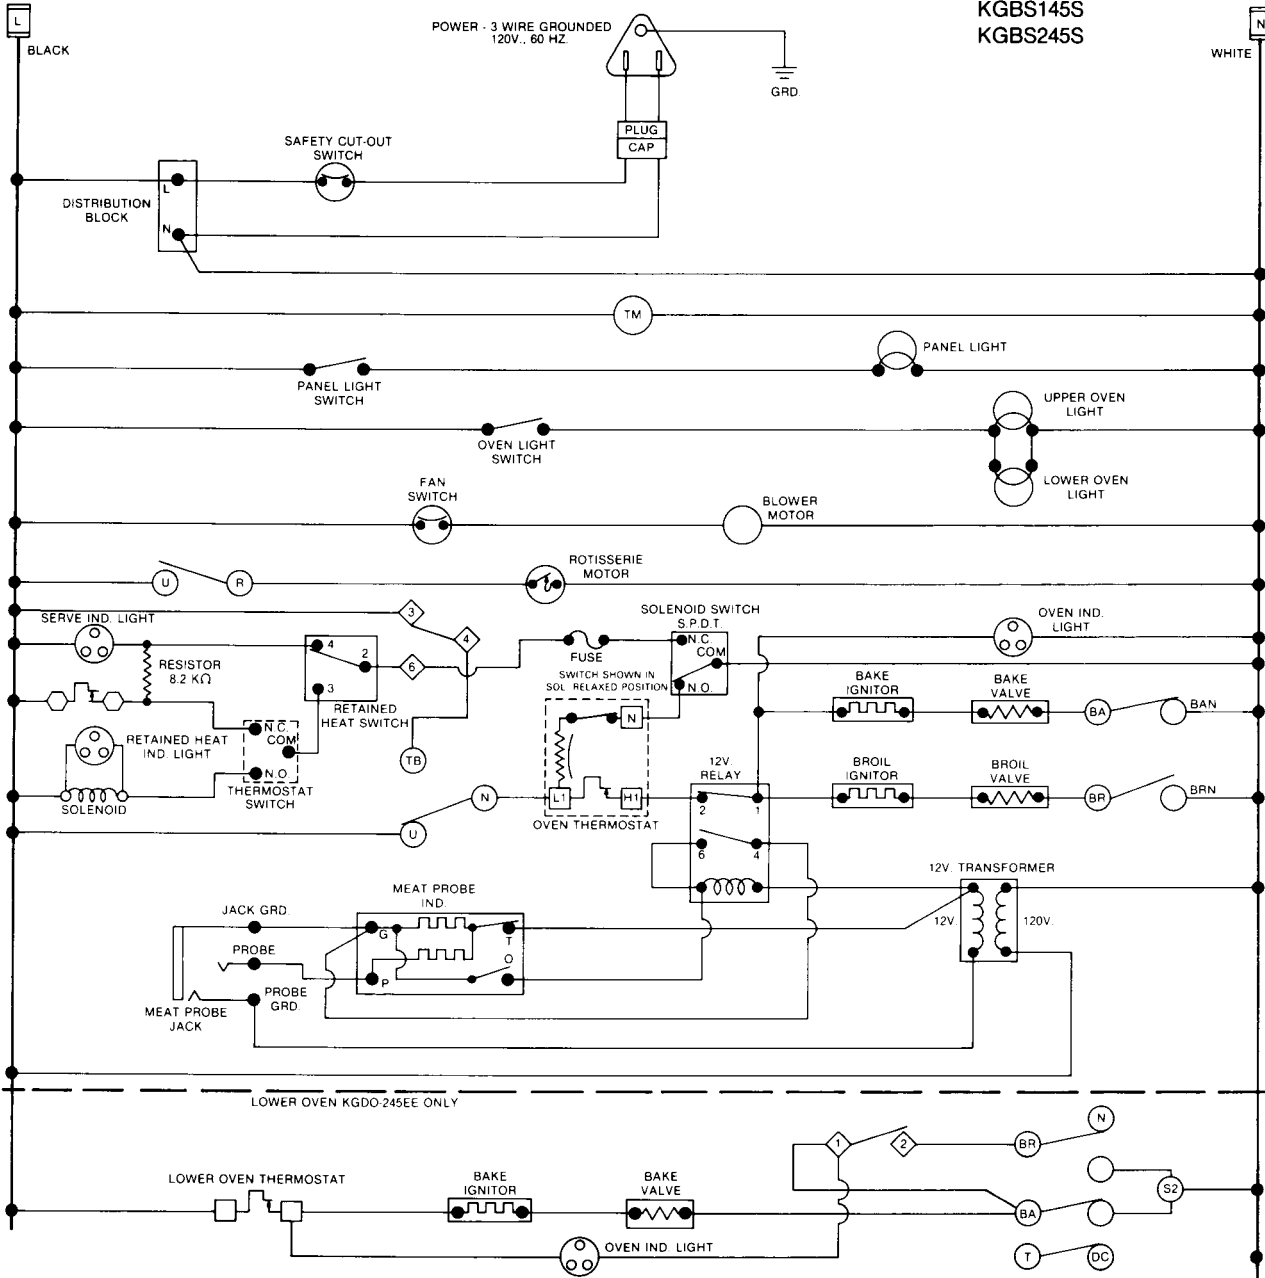 L
BLACK
POWER - 3 WIRE GROUNDED
120V., 60 HZ.
KGBS145S
KGBS245S
N
WHITE
GRD.
PLUG
CAP
SAFETY CUT-OUT
SWITCH
L
DISTRIBUTION
BLOCK
N
TM
PANEL LIGHT
PANEL LIGHT
SWITCH
UPPER OVEN
LIGHT
OVEN LIGHT
SWITCH
LOWER OVEN
LIGHT
FAN
SWITCH
BLOWER
MOTOR
U
R
ROTISSERIE
MOTOR
SERVE IND. LIGHT
3
4
SOLENOID SWITCH
S.P.D.T.
N.C.
COM
N.O.
OVEN IND.
LIGHT
RESISTOR
8.2 KΩ
4
2
3
6
FUSE
SWITCH SHOWN IN
SOL. RELAXED POSITION
RETAINED
HEAT SWITCH
BAKE
IGNITOR
BAKE
VALVE
BA
BAN
RETAINED HEAT
IND. LIGHT
N.C.
COM
N.O.
N
TB
THERMOSTAT
SWITCH
SOLENOID
12V.
RELAY
BROIL
IGNITOR
BROIL
VALVE
BR
BRN
N
L1
H1
2
1
U
OVEN THERMOSTAT
6
4
12V. TRANSFORMER
12V.
120V.
MEAT PROBE
IND.
JACK GRD.
G
T
PROBE
O
P
PROBE
GRD.
MEAT PROBE
JACK
LOWER OVEN KGDO-245EE ONLY
N
1
2
BR
LOWER OVEN THERMOSTAT
BAKE
IGNITOR
BAKE
VALVE
S2
BA
OVEN IND. LIGHT
T
DC